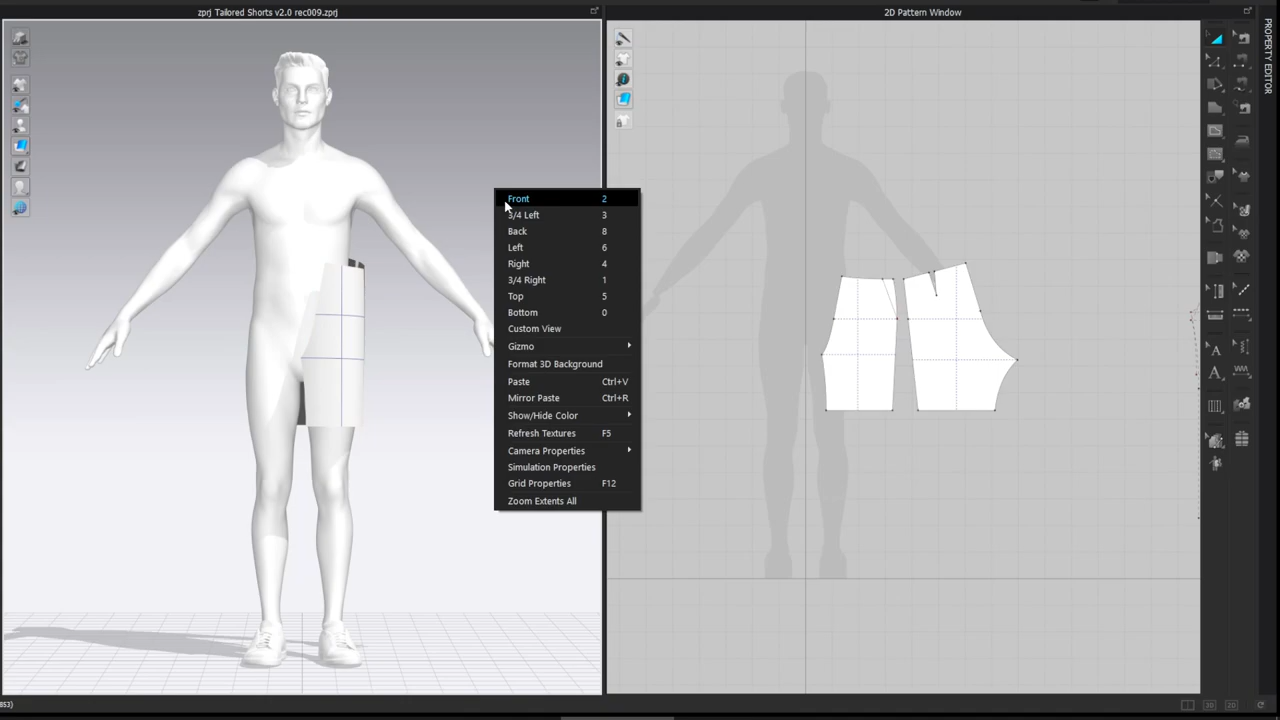 zprj Tailored Shorts v2.0 rec009.zprj
2D Pattern Window
PROPERTY EDITOR
Front 2
3/4 Left 3
Back 8
Left 6
Right 4
3/4 Right 1
Top 5
Bottom 0
Custom View
Gizmo
Format 3D Background
Paste Ctrl+V
Mirror Paste Ctrl+R
Show/Hide Color
Refresh Textures F5
Camera Properties
Simulation Properties
Grid Properties F12
Zoom Extents All
853)
3D
2D